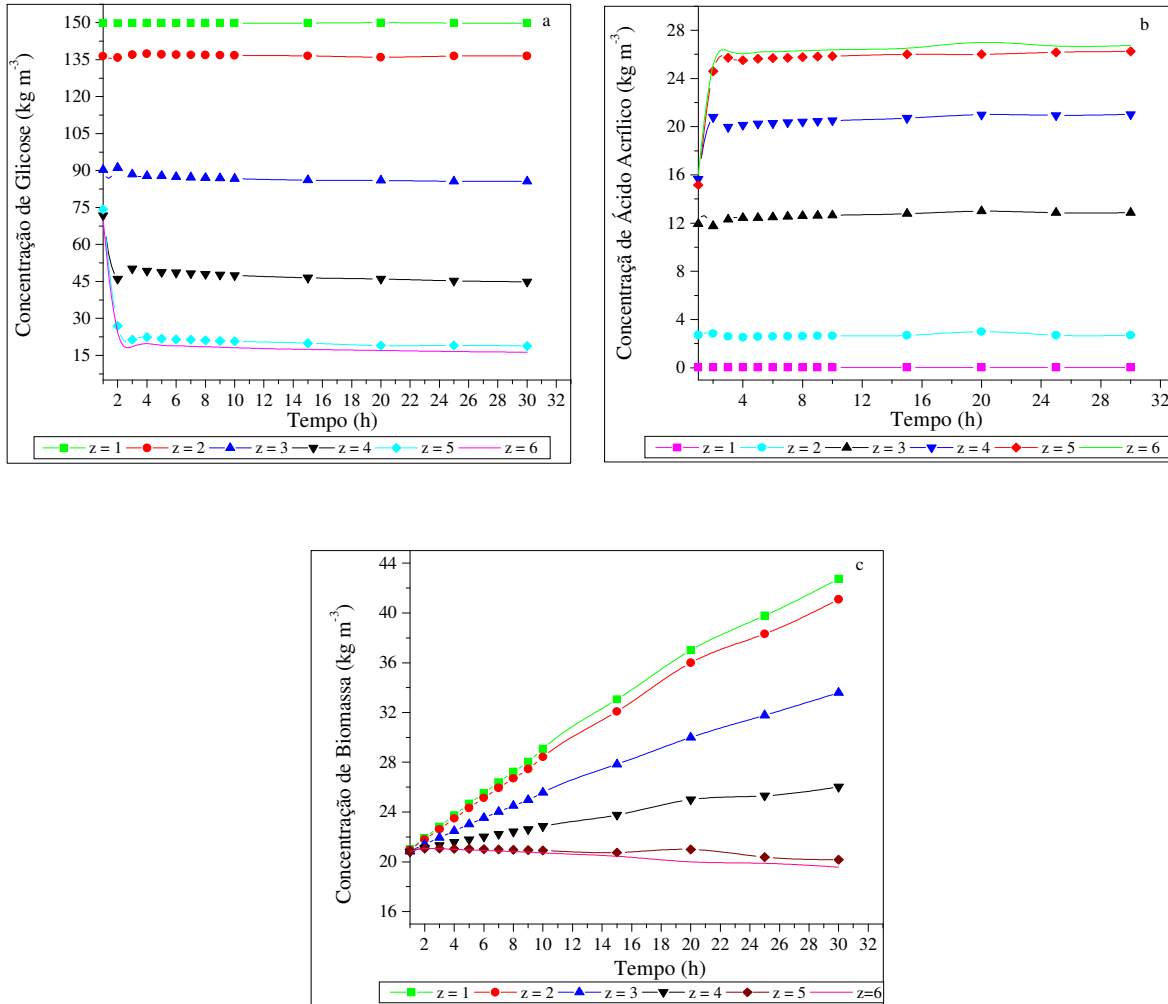 a
150
135
120
105
90
75
60
45
30
15
Concentração de Glicose (kg m⁻³)
2 4 6 8 10 12 14 16 18 20 22 24 26 28 30 32
Tempo (h)
z = 1 z = 2 z = 3 z = 4 z = 5 z = 6
b
28
24
20
16
12
8
4
0
Concentraçã de Ácido Acrílico (kg m⁻³)
4 8 12 16 20 24 28 32
Tempo (h)
z = 1 z = 2 z = 3 z = 4 z = 5 z = 6
c
44
40
36
32
28
24
20
16
Concentração de Biomassa (kg m⁻³)
2 4 6 8 10 12 14 16 18 20 22 24 26 28 30 32
Tempo (h)
z = 1 z = 2 z = 3 z = 4 z = 5 z=6